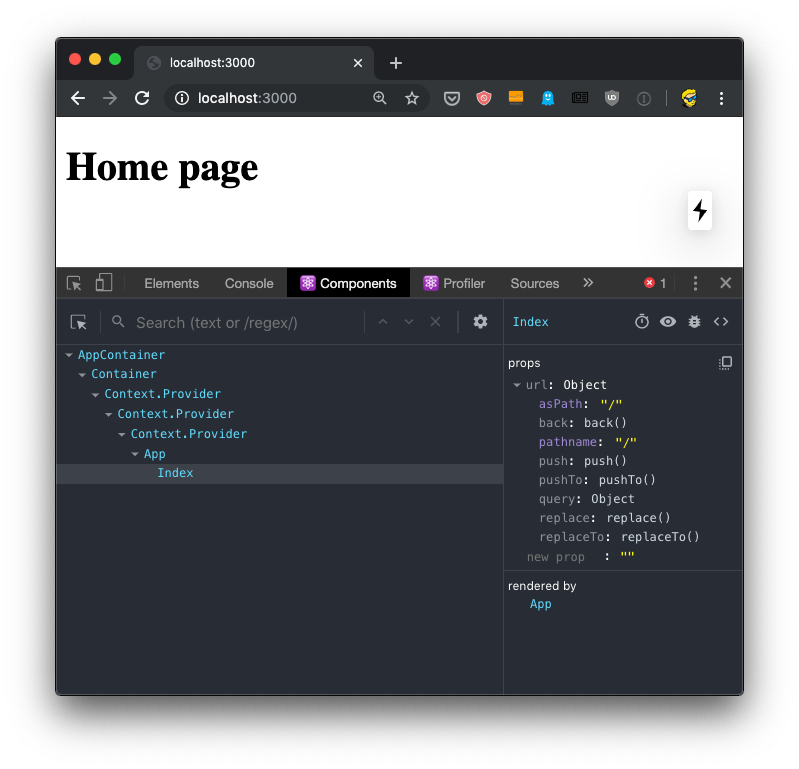 localhost:3000
localhost:3000
Home page
Elements Console Components Profiler Sources 1
Search (text or /regex/)
Index
AppContainer
Container
Context.Provider
Context.Provider
Context.Provider
App
Index
props
url: Object
asPath: "/"
back: back()
pathname: "/"
push: push()
pushTo: pushTo()
query: Object
replace: replace()
replaceTo: replaceTo()
new prop : ""
rendered by
App